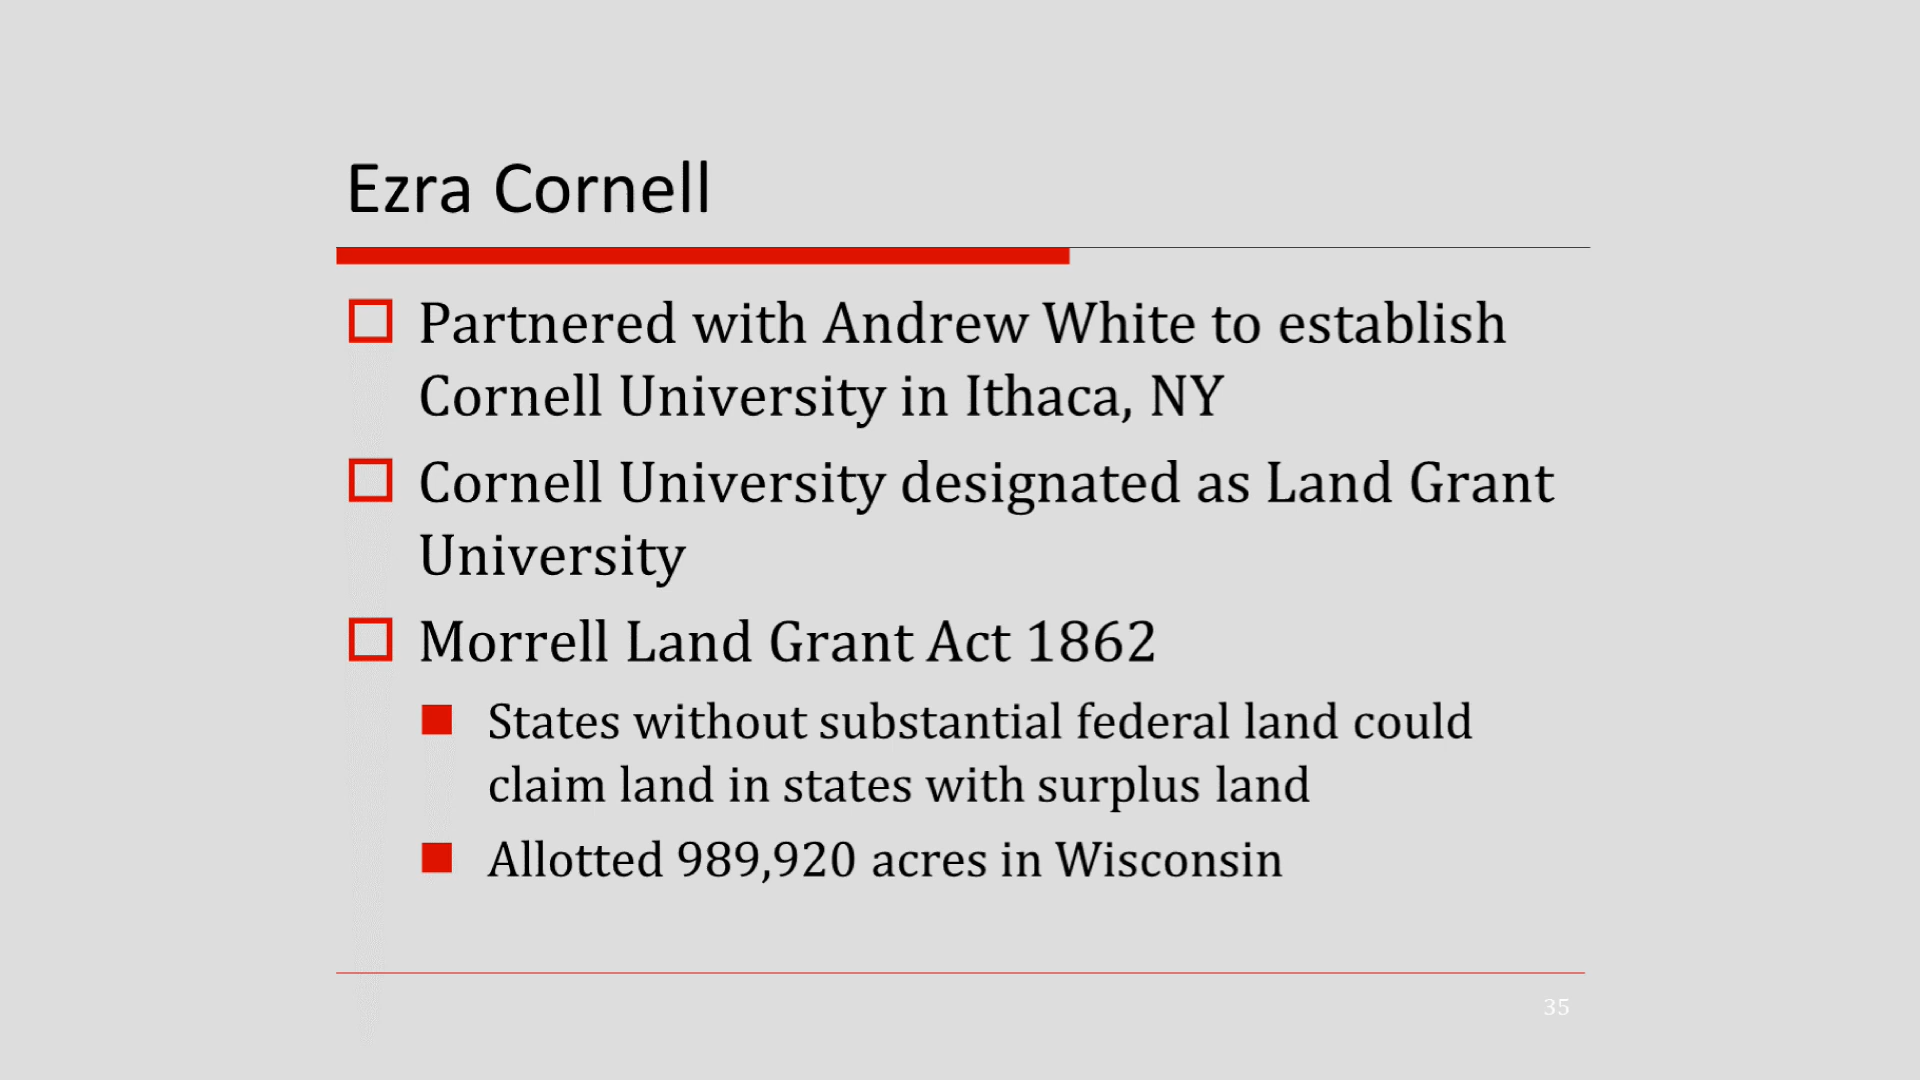 Ezra Cornell
Partnered with Andrew White to establish
Cornell University in Ithaca, NY
Cornell University designated as Land Grant
University
Morrell Land Grant Act 1862
States without substantial federal land could
claim land in states with surplus land
Allotted 989,920 acres in Wisconsin
35